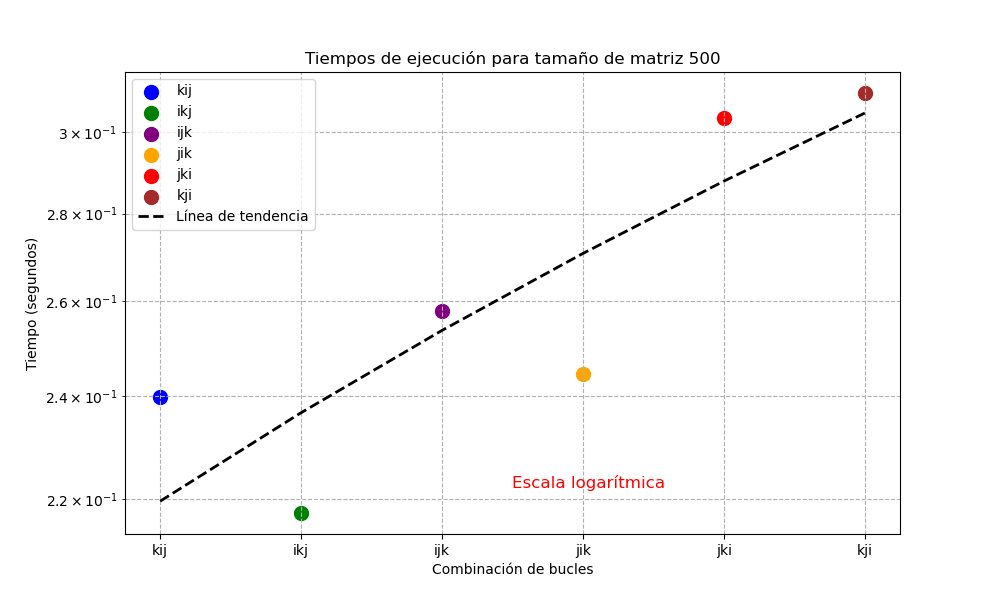 Tiempos de ejecución para tamaño de matriz 500
kij
ikj
ijk
jik
jki
kji
Línea de tendencia
3 × 10⁻¹
2.8 × 10⁻¹
2.6 × 10⁻¹
2.4 × 10⁻¹
2.2 × 10⁻¹
Tiempo (segundos)
Escala logarítmica
kij ikj ijk jik jki kji
Combinación de bucles